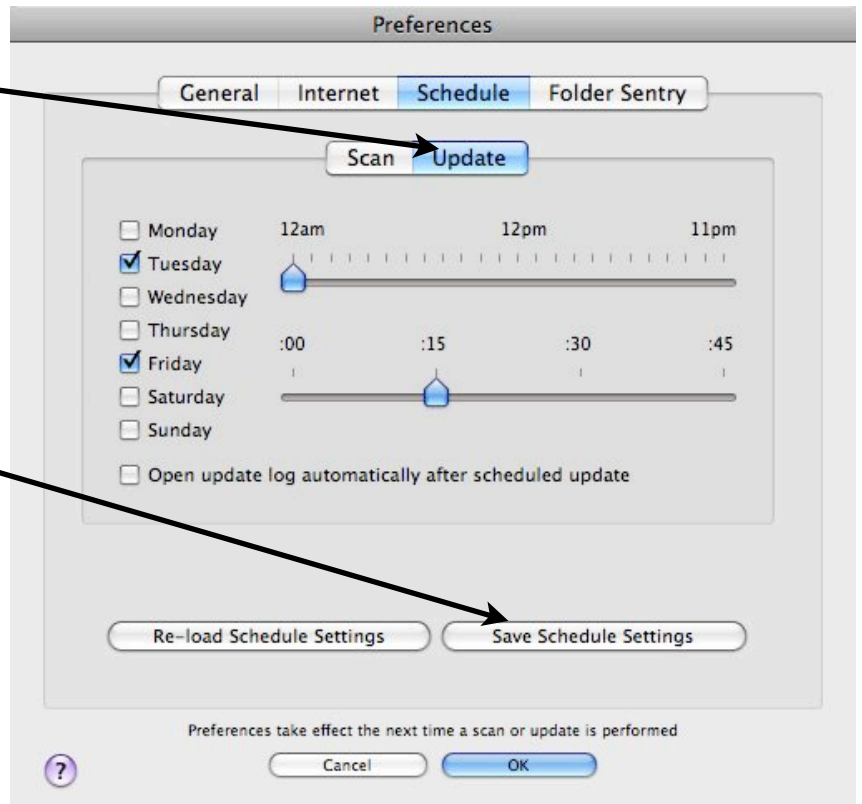 Preferences
General Internet Schedule Folder Sentry
Scan Update
Monday
Tuesday
Wednesday
Thursday
Friday
Saturday
Sunday
12am 12pm 11pm
:00 :15 :30 :45
Open update log automatically after scheduled update
Re-load Schedule Settings Save Schedule Settings
Preferences take effect the next time a scan or update is performed
? Cancel OK